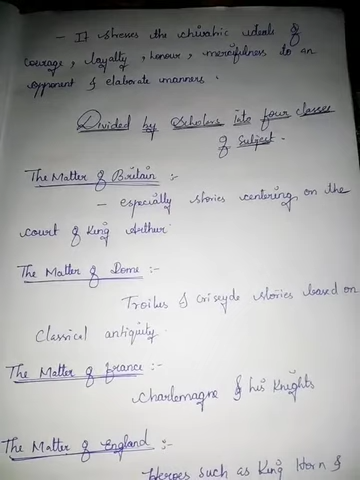 - It stresses the chivalric ideals of
courage, loyalty, honour, mercifulness to an
opponent & elaborate manners.
Divided by Scholars into four classes
of subject.
The Matter of Britain :-
- especially stories centering on the
court of King Arthur
The Matter of Rome :-
Troilus & criseyde stories based on
Classical antiquity.
The Matter of France :-
Charlemagne & his Knights
The Matter of England :-
Heroes such as King Horn &